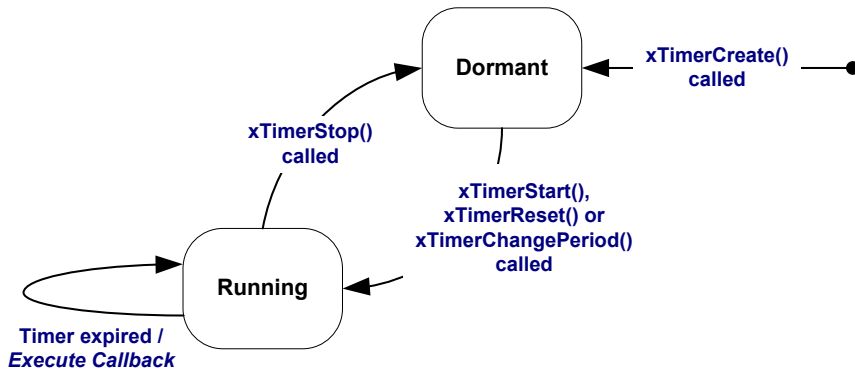 Dormant
xTimerCreate()
called
xTimerStop()
called
xTimerStart(),
xTimerReset() or
xTimerChangePeriod()
called
Running
Timer expired /
Execute Callback